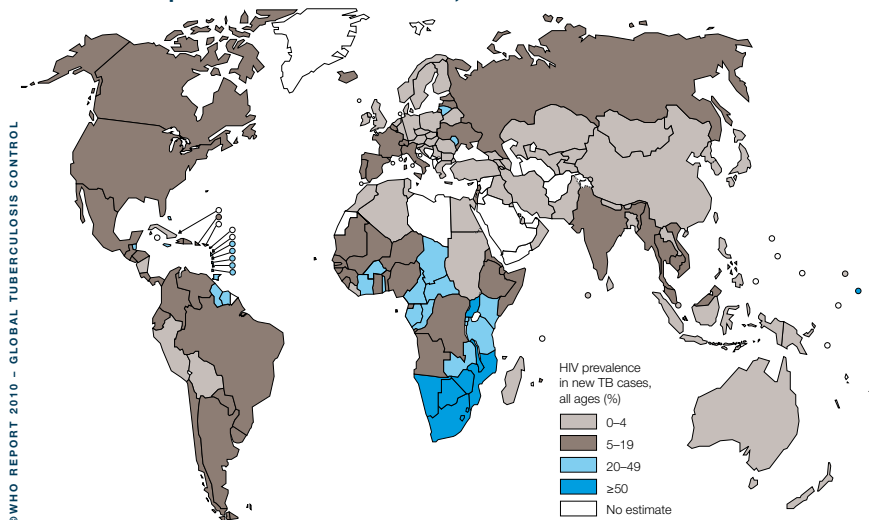 ©WHO REPORT 2010 – GLOBAL TUBERCULOSIS CONTROL
HIV prevalence
in new TB cases,
all ages (%)
0–4
5–19
20–49
≥50
No estimate